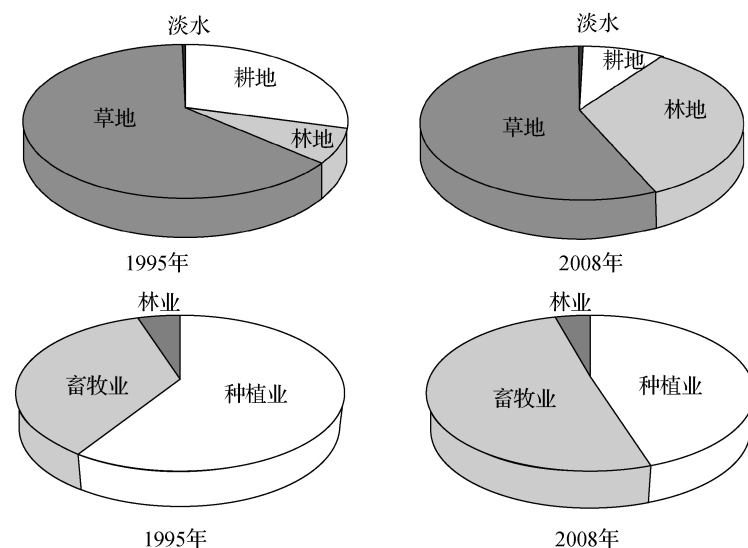 淡水
耕地
草地
林地
1995年
淡水
耕地
草地
林地
2008年
林业
畜牧业
种植业
1995年
林业
畜牧业
种植业
2008年